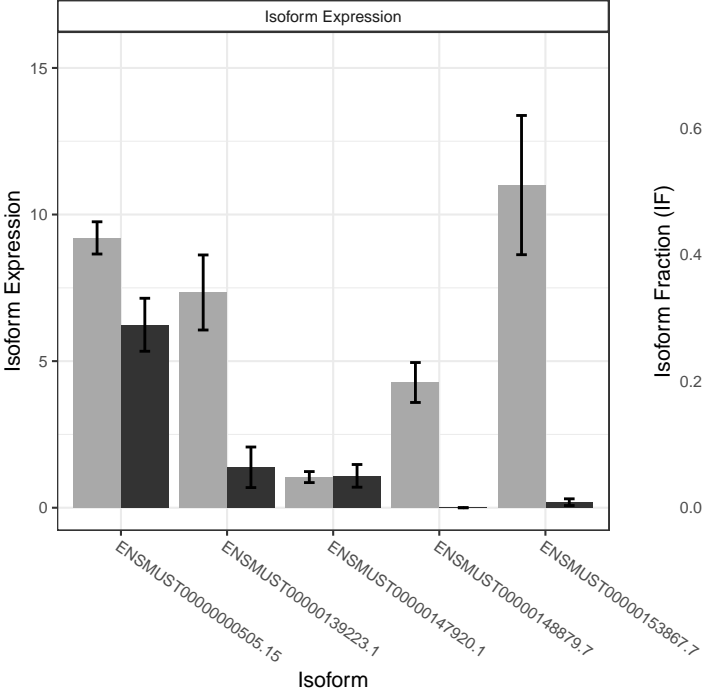 Isoform Expression
15
10
5
0
Isoform Expression
0.6
0.4
0.2
0.0
Isoform Fraction (IF)
ENSMUST00000000505.15
ENSMUST00000139223.1
ENSMUST00000147920.1
ENSMUST00000148879.7
ENSMUST00000153867.7
Isoform